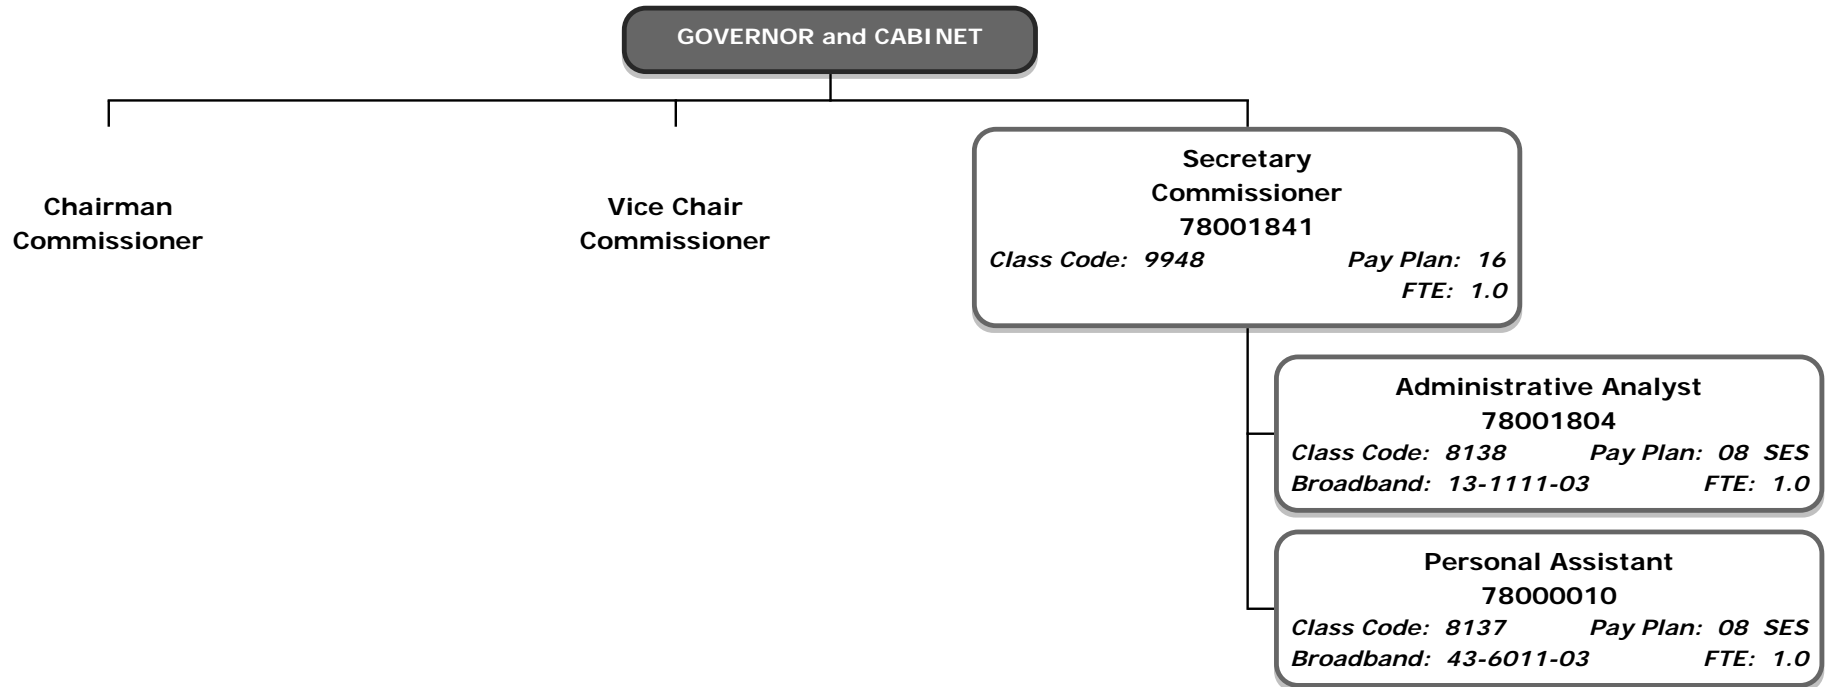 GOVERNOR and CABINET
Chairman
Commissioner
Vice Chair
Commissioner
Secretary
Commissioner
78001841
Class Code: 9948 Pay Plan: 16
FTE: 1.0
Administrative Analyst
78001804
Class Code: 8138 Pay Plan: 08 SES
Broadband: 13-1111-03 FTE: 1.0
Personal Assistant
78000010
Class Code: 8137 Pay Plan: 08 SES
Broadband: 43-6011-03 FTE: 1.0